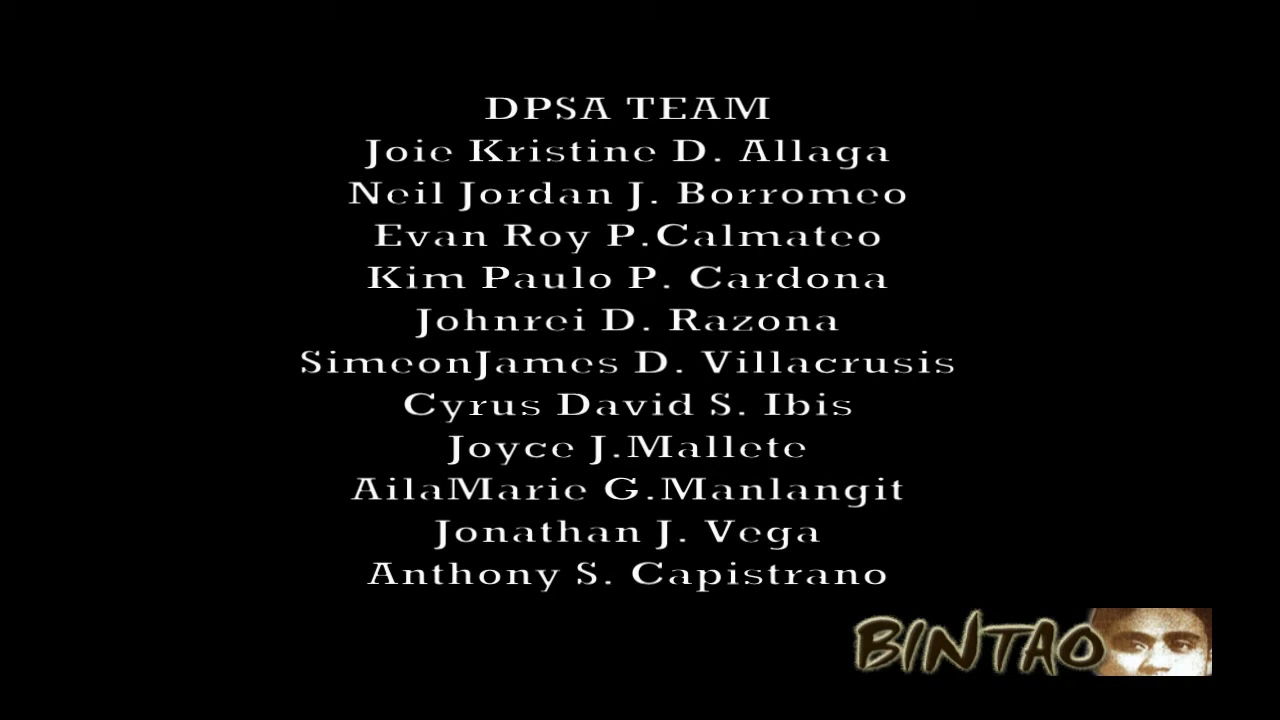 DPSA TEAM
Joie Kristine D. Allaga
Neil Jordan J. Borromeo
Evan Roy P.Calmateo
Kim Paulo P. Cardona
Johnrei D. Razona
SimeonJames D. Villacrusis
Cyrus David S. Ibis
Joyce J.Mallete
AilaMarie G.Manlangit
Jonathan J. Vega
Anthony S. Capistrano
BINTAO